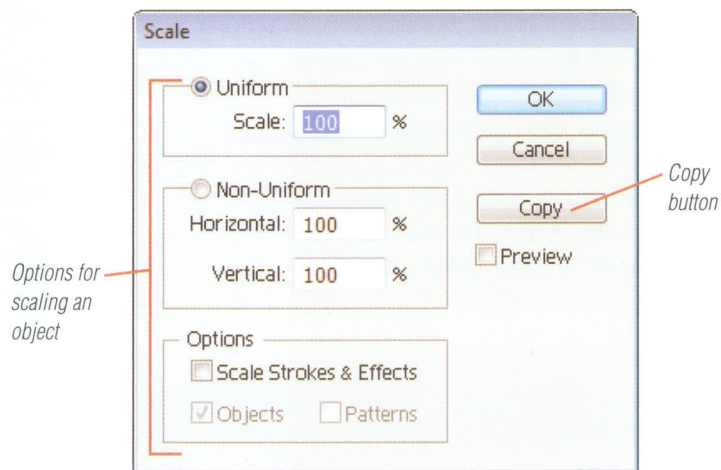 Scale
Uniform
Scale: 100 %
Non-Uniform
Horizontal: 100 %
Vertical: 100 %
Options
Scale Strokes & Effects
Objects Patterns
OK
Cancel
Copy
Preview
Copy
button
Options for
scaling an
object